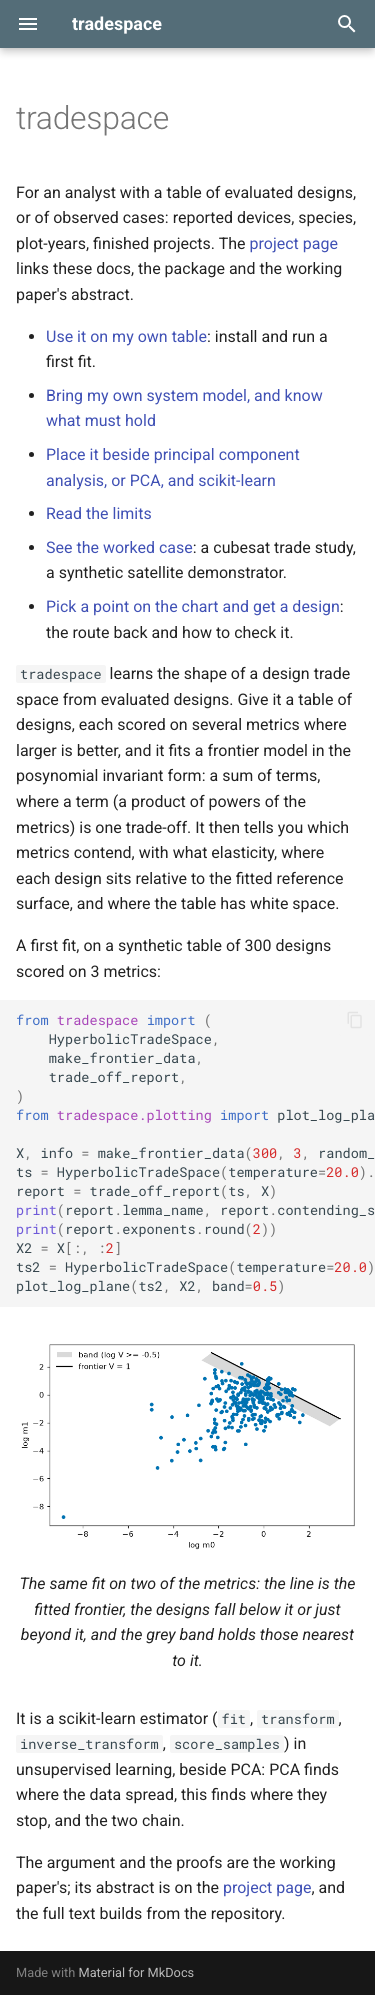 tradespace
tradespace
For an analyst with a table of evaluated designs,
or of observed cases: reported devices, species,
plot-years, finished projects. The project page
links these docs, the package and the working
paper's abstract.
Use it on my own table: install and run a
first fit.
Bring my own system model, and know
what must hold
Place it beside principal component
analysis, or PCA, and scikit-learn
Read the limits
See the worked case: a cubesat trade study,
a synthetic satellite demonstrator.
Pick a point on the chart and get a design:
the route back and how to check it.
tradespace learns the shape of a design trade
space from evaluated designs. Give it a table of
designs, each scored on several metrics where
larger is better, and it fits a frontier model in the
posynomial invariant form: a sum of terms,
where a term (a product of powers of the
metrics) is one trade-off. It then tells you which
metrics contend, with what elasticity, where
each design sits relative to the fitted reference
surface, and where the table has white space.
A first fit, on a synthetic table of 300 designs
scored on 3 metrics:
from tradespace import (
    HyperbolicTradeSpace,
    make_frontier_data,
    trade_off_report,
)
from tradespace.plotting import plot_log_pla
X, info = make_frontier_data(300, 3, random_
ts = HyperbolicTradeSpace(temperature=20.0).
report = trade_off_report(ts, X)
print(report.lemma_name, report.contending_s
print(report.exponents.round(2))
X2 = X[:, :2]
ts2 = HyperbolicTradeSpace(temperature=20.0)
plot_log_plane(ts2, X2, band=0.5)
band (log V >= -0.5)
frontier V = 1
2
0
−2
−4
−6
−8
log m1
−8 −6 −4 −2 0 2
log m0
The same fit on two of the metrics: the line is the
fitted frontier, the designs fall below it or just
beyond it, and the grey band holds those nearest
to it.
It is a scikit-learn estimator ( fit , transform ,
inverse_transform , score_samples ) in
unsupervised learning, beside PCA: PCA finds
where the data spread, this finds where they
stop, and the two chain.
The argument and the proofs are the working
paper's; its abstract is on the project page, and
the full text builds from the repository.
Made with Material for MkDocs